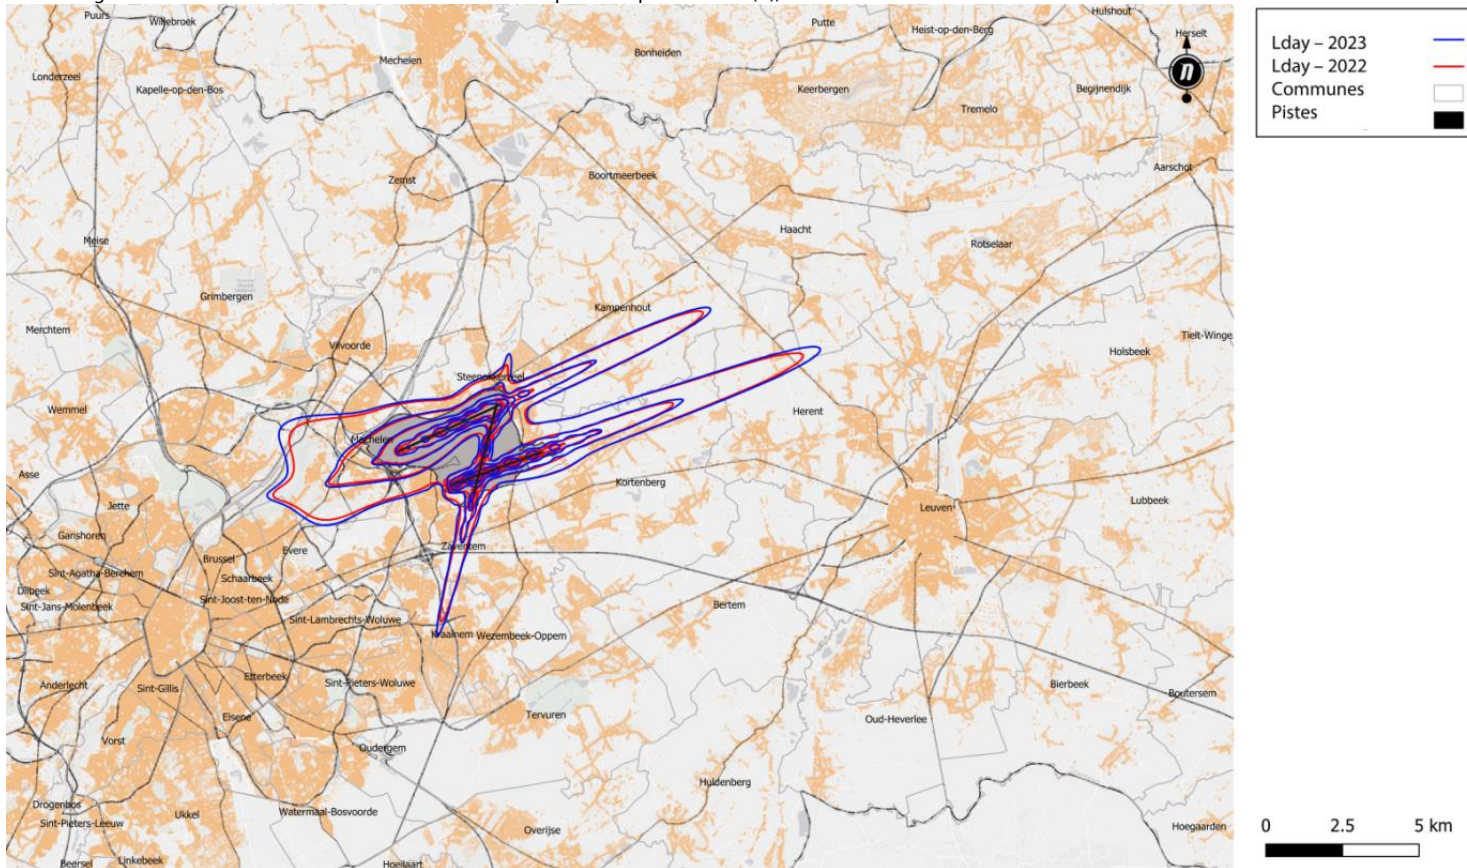 Puurs
Willebroek
Putte
Hulshout
Heist-op-den-Berg
Herselt
Bonheiden
Mechelen
Londerzeel
Kapelle-op-den-Bos
Keerbergen
Begijnendijk
Tremelo
Zemst
Boortmeerbeek
Aarschot
Haacht
Rotselaar
Meise
Grimbergen
Kampenhout
Merchtem
Vilvoorde
Tielt-Winge
Holsbeek
Steenokkerzeel
Wemmel
Herent
Mechelen
Asse
Kortenberg
Jette
Lubbeek
Leuven
Ganshoren
Zaventem
Evere
Brussel
Sint-Agatha-Berehem
Schaarbeek
Dilbeek
Sint-Joost-ten-Node
Sint-Jans-Molenbeek
Bertem
Sint-Lambrechts-Woluwe
Kraainem
Wezembeek-Oppem
Etterbeek
Anderlecht
Sint-Gillis
Sint-Pieters-Woluwe
Bierbeek
Boutersem
Tervuren
Elsene
Oud-Heverlee
Vorst
Oudergem
Huldenberg
Drogenbos
Ukkel
Watermaal-Bosvoorde
Sint-Pieters-Leeuw
Overijse
Hoegaarden
Beersel
Linkebeek
Hoeilaart
n
Lday – 2023
Lday – 2022
Communes
Pistes
0 2.5 5 km